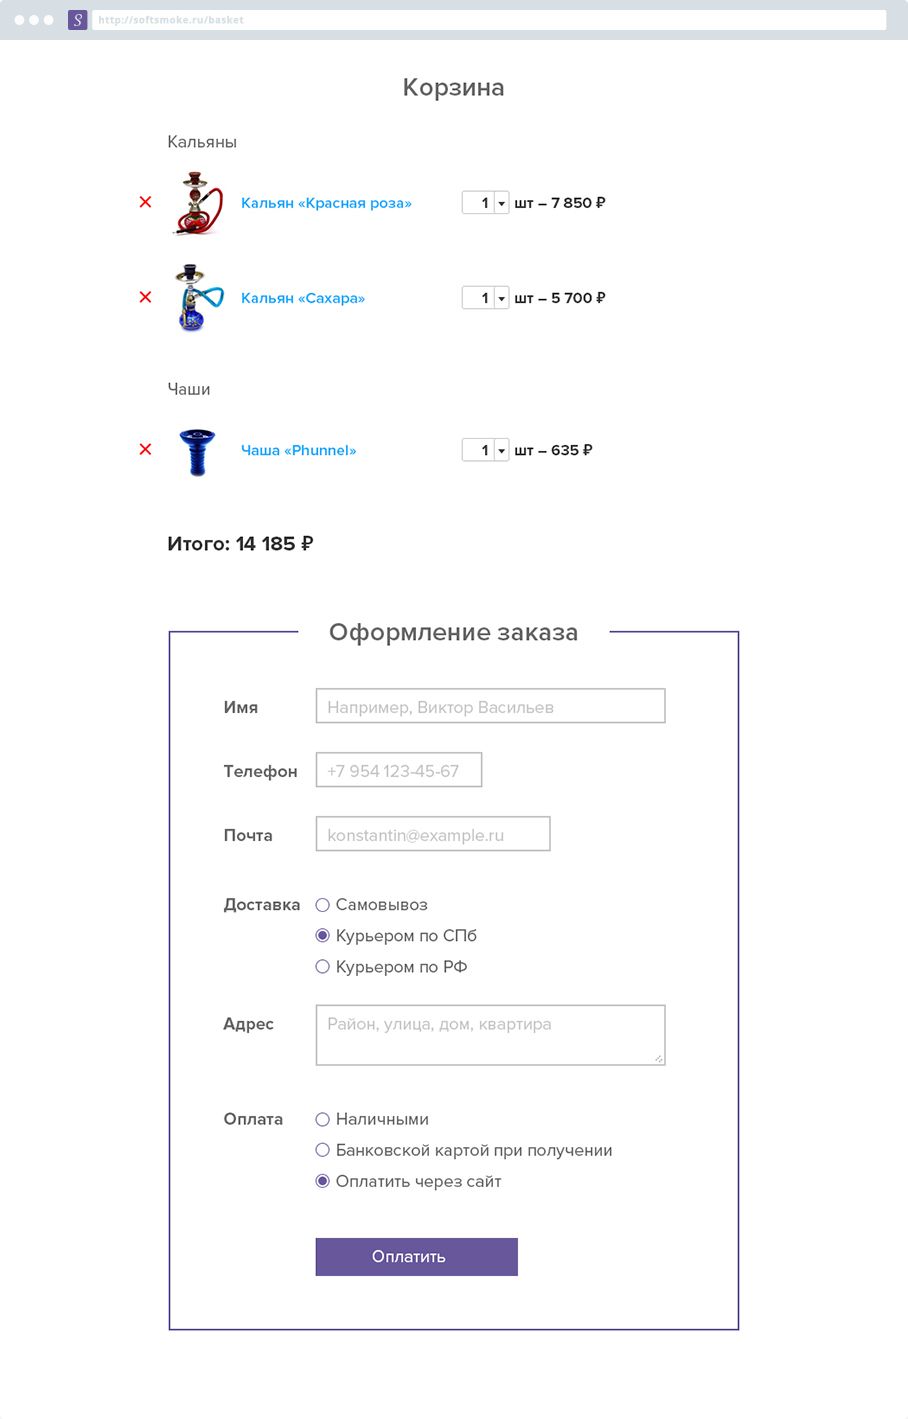 S http://softsmoke.ru/basket
Корзина
Кальяны
Кальян «Красная роза» 1 шт – 7 850 ₽
Кальян «Сахара» 1 шт – 5 700 ₽
Чаши
Чаша «Phunnel» 1 шт – 635 ₽
Итого: 14 185 ₽
Оформление заказа
Имя Например, Виктор Васильев
Телефон +7 954 123-45-67
Почта konstantin@example.ru
Доставка Самовывоз
Курьером по СПб
Курьером по РФ
Адрес Район, улица, дом, квартира
Оплата Наличными
Банковской картой при получении
Оплатить через сайт
Оплатить